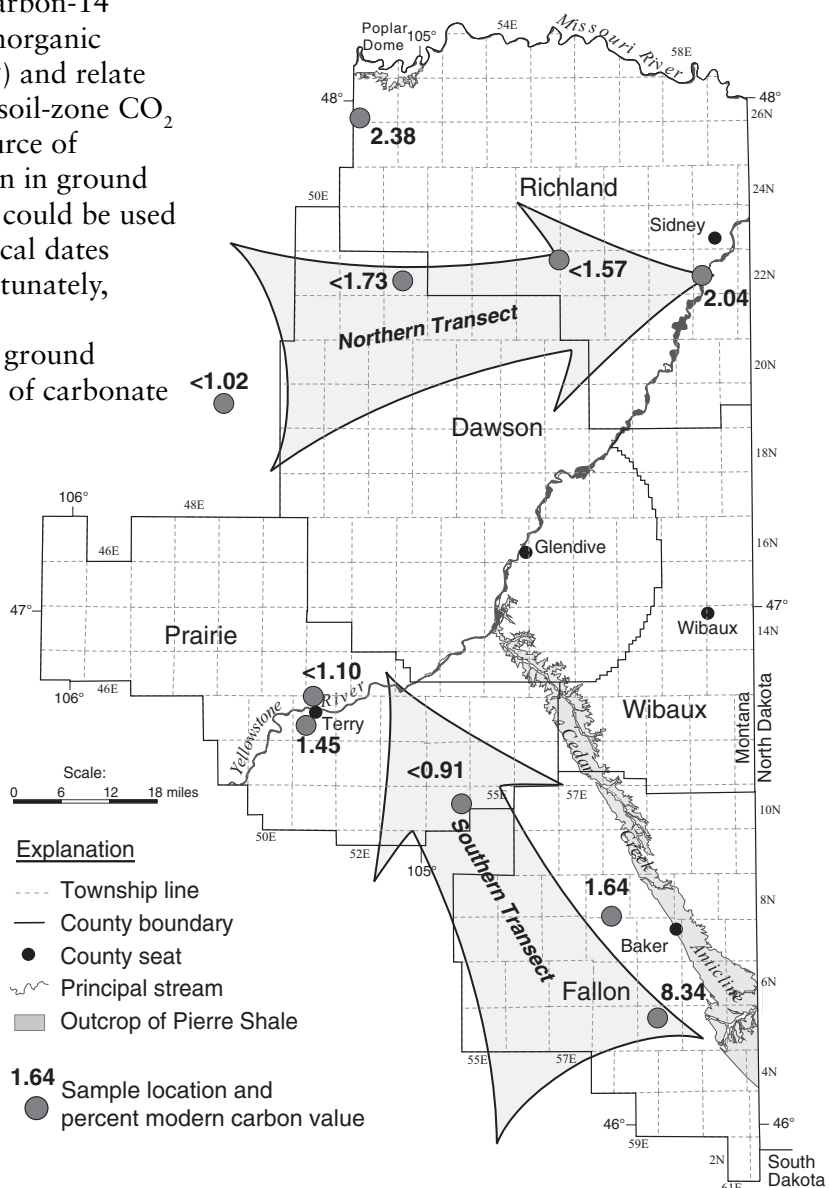 arbon-14
norganic
) and relate
soil-zone CO2
urce of
n in ground
could be used
cal dates
tunately,
ground
of carbonate
Poplar
Dome
105°
54E
Missouri River
58E
48°
48°
26N
2.38
Richland
24N
50E
Sidney
<1.73
<1.57
22N
2.04
Northern Transect
20N
<1.02
Dawson
18N
106°
48E
46E
Glendive
16N
47°
47°
Wibaux
14N
Prairie
106°
46E
<1.10
Yellowstone River
Terry
1.45
Wibaux
Montana
North Dakota
Cedar Creek Anticline
<0.91
55E
57E
10N
Scale:
0 6 12 18 miles
50E
52E
105°
Southern Transect
Explanation
Township line
County boundary
County seat
Principal stream
Outcrop of Pierre Shale
1.64
Sample location and
percent modern carbon value
1.64
8N
Baker
Fallon
8.34
6N
55E
57E
4N
46°
46°
59E
2N
South
Dakota
61E